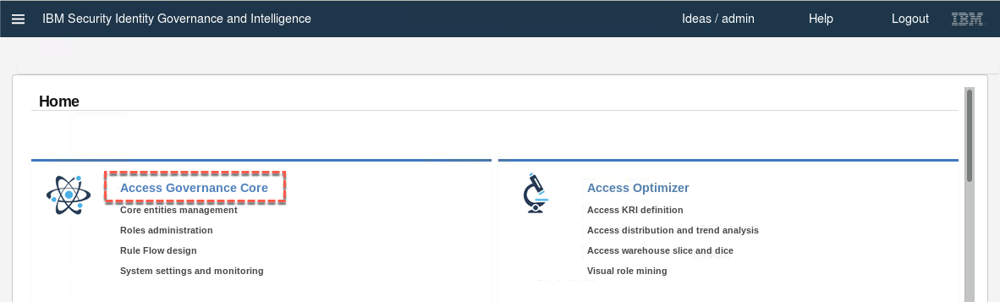 IBM Security Identity Governance and Intelligence
Ideas / admin
Help
Logout
IBM
Home
Access Governance Core
Core entities management
Roles administration
Rule Flow design
System settings and monitoring
Access Optimizer
Access KRI definition
Access distribution and trend analysis
Access warehouse slice and dice
Visual role mining